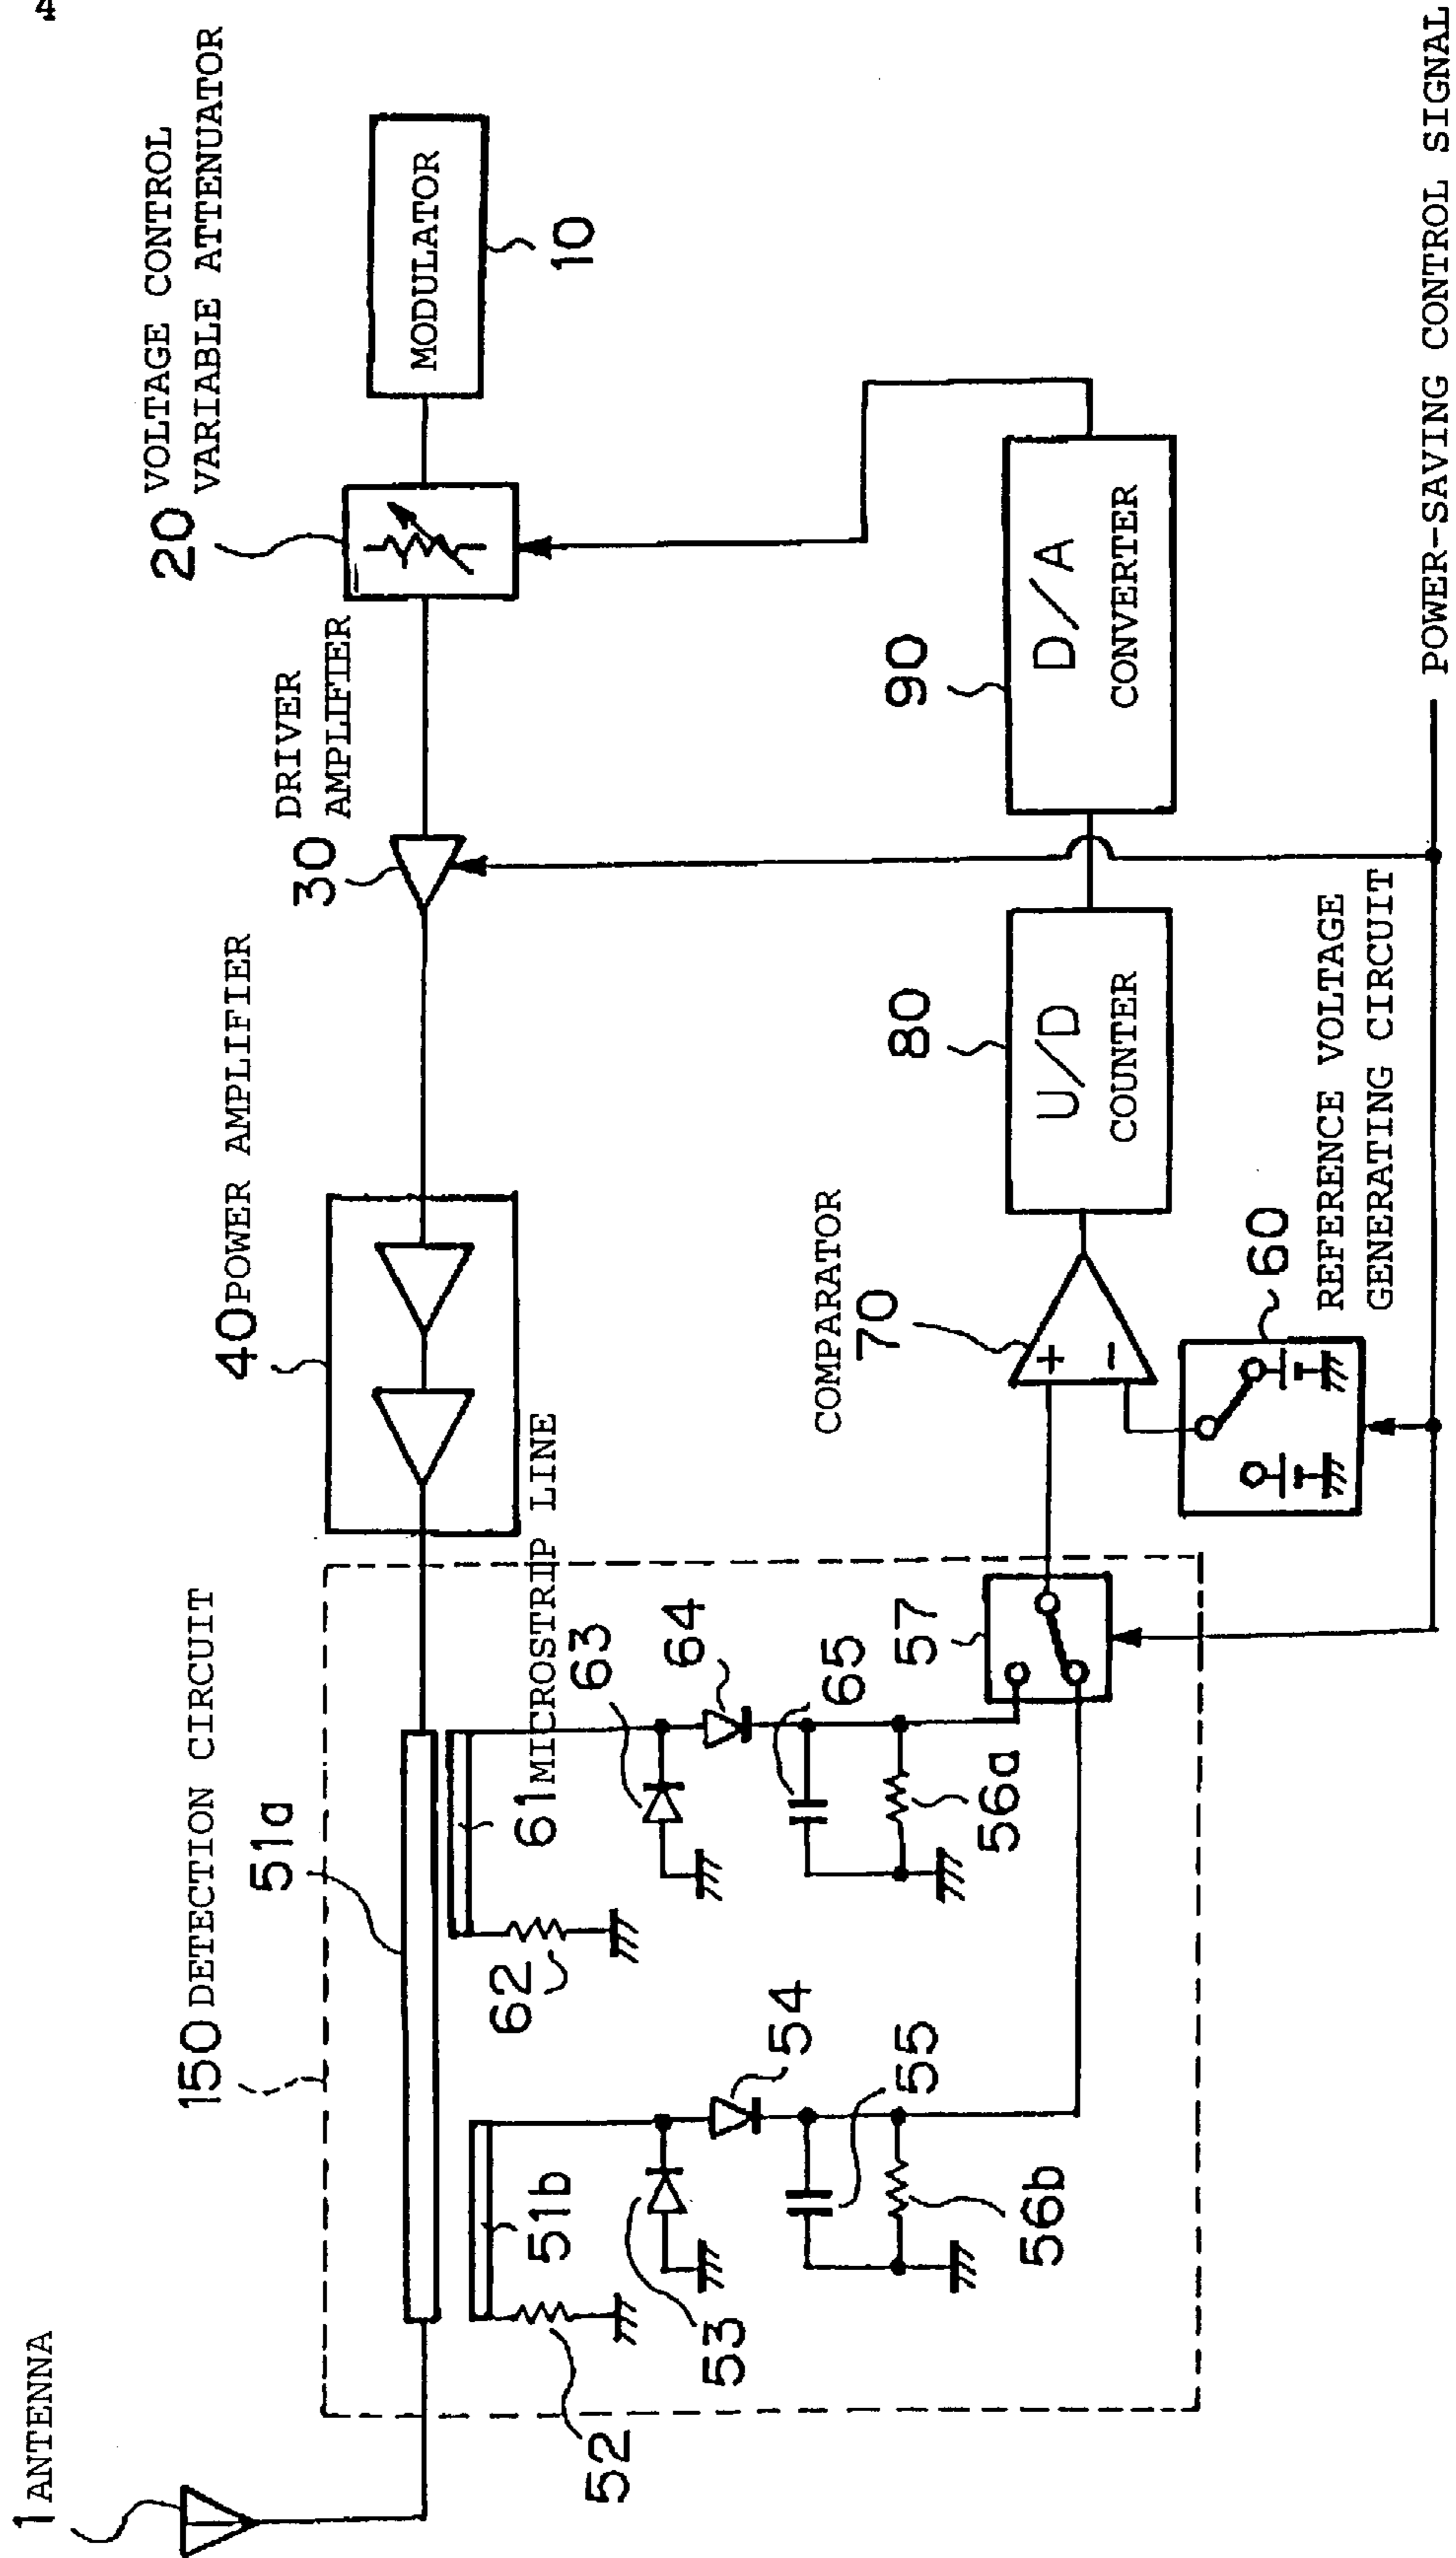 4
1 ANTENNA
150 DETECTION CIRCUIT
51a
40 POWER AMPLIFIER
30
DRIVER
AMPLIFIER
20
VOLTAGE CONTROL
VARIABLE ATTENUATOR
MODULATOR
10
61 MICROSTRIP LINE
51b
62
52
53
54
55
56b
63
64
65
56a
57
COMPARATOR
70
+
−
60
REFERENCE VOLTAGE
GENERATING CIRCUIT
80
U/D
COUNTER
90
D/A
CONVERTER
POWER-SAVING CONTROL SIGNAL